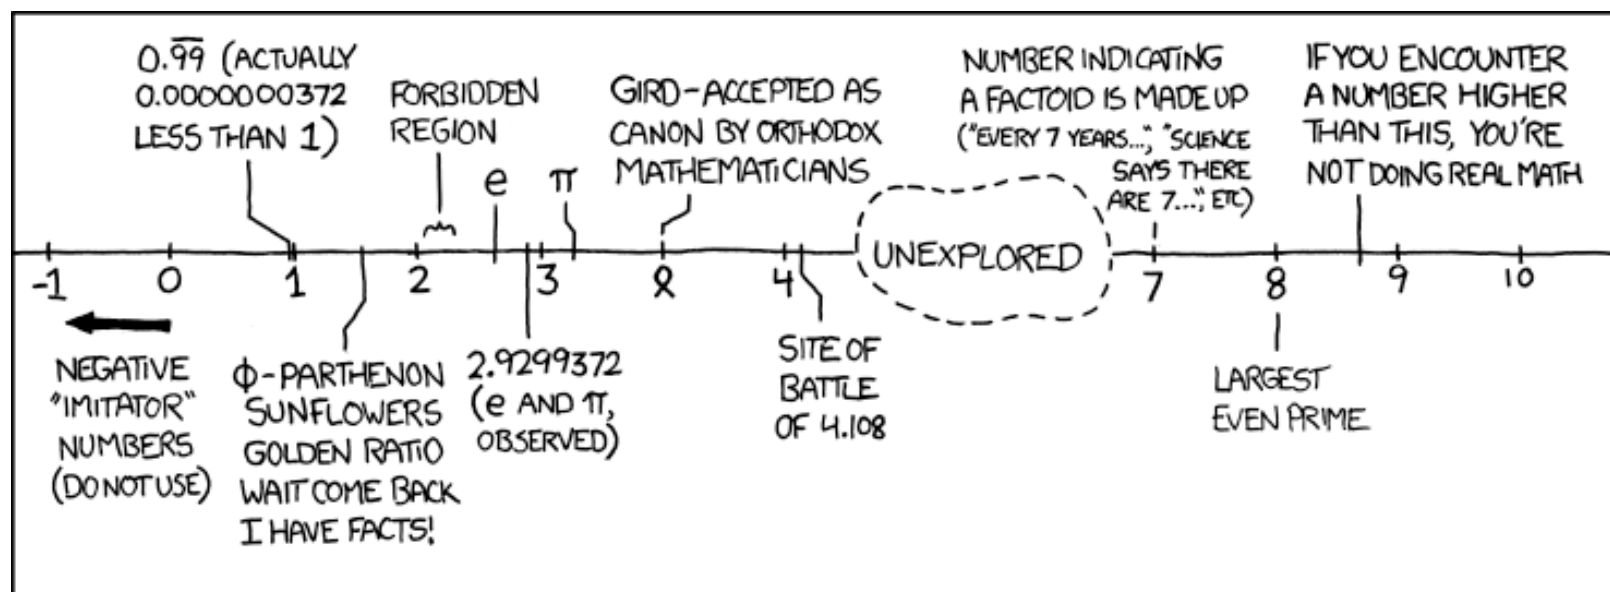 0.99̅ (ACTUALLY
0.0000000372
LESS THAN 1)
FORBIDDEN
REGION
e
π
GIRD–ACCEPTED AS
CANON BY ORTHODOX
MATHEMATICIANS
NUMBER INDICATING
A FACTOID IS MADE UP
("EVERY 7 YEARS...", "SCIENCE
SAYS THERE
ARE 7...", ETC)
IF YOU ENCOUNTER
A NUMBER HIGHER
THAN THIS, YOU'RE
NOT DOING REAL MATH
UNEXPLORED
-1 0 1 2 3 4 7 8 9 10
NEGATIVE
"IMITATOR"
NUMBERS
(DO NOT USE)
ϕ–PARTHENON
SUNFLOWERS
GOLDEN RATIO
WAIT COME BACK
I HAVE FACTS!
2.9299372
(e AND π,
OBSERVED)
SITE OF
BATTLE
OF 4.108
LARGEST
EVEN PRIME